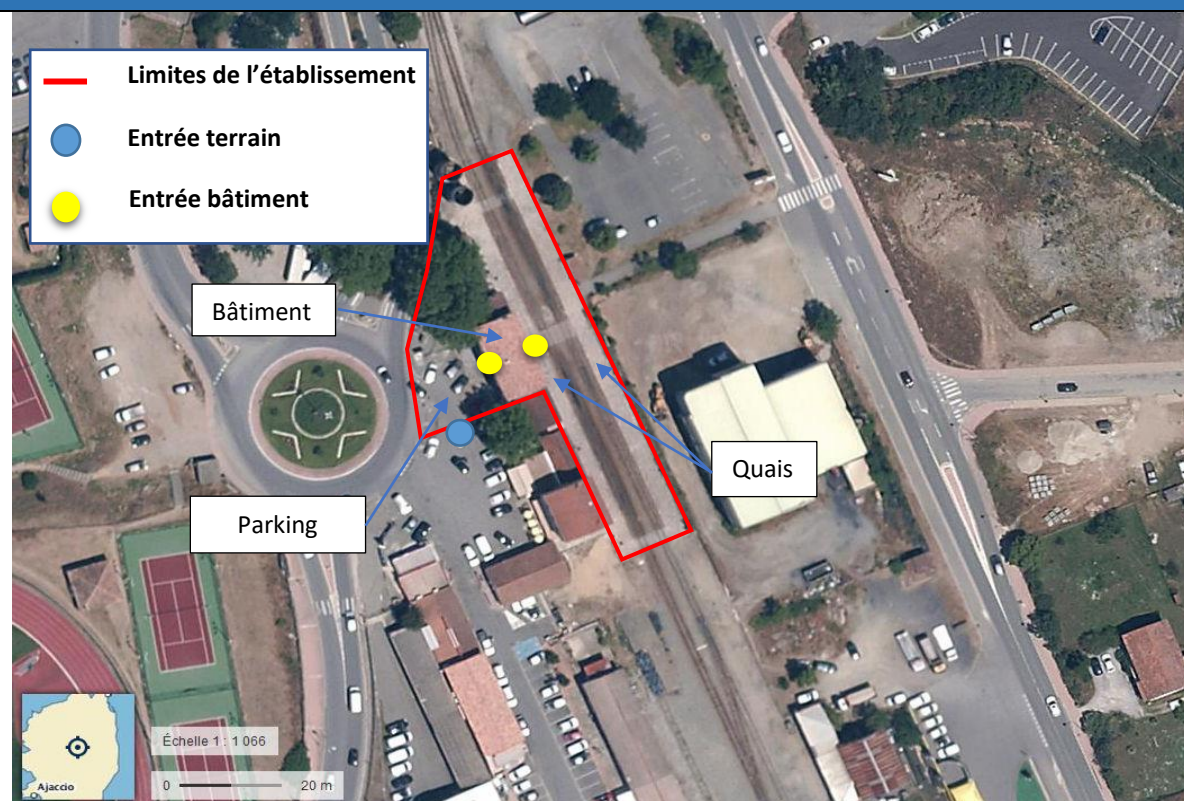 Limites de l’établissement
Entrée terrain
Entrée bâtiment
Bâtiment
Quais
Parking
Échelle 1 : 1 066
0 20 m
Ajaccio